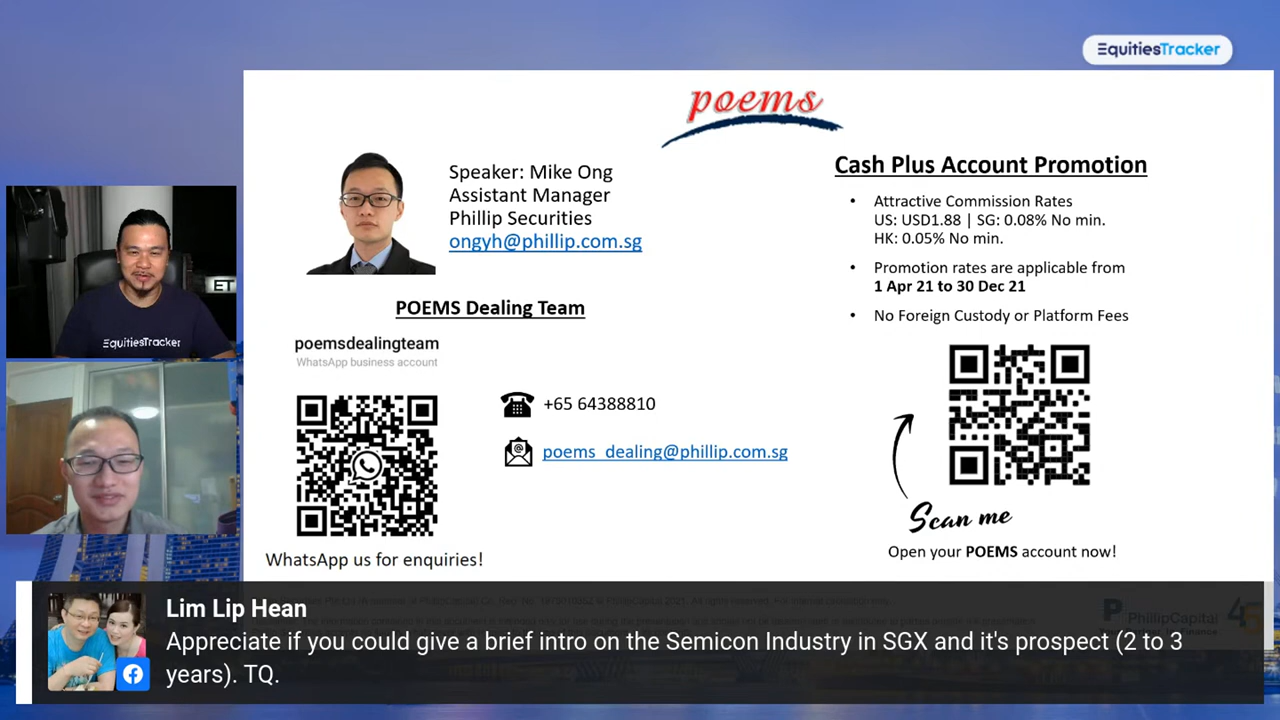 EquitiesTracker
poems
Speaker: Mike Ong
Assistant Manager
Phillip Securities
ongyh@phillip.com.sg
POEMS Dealing Team
poemsdealingteam
WhatsApp business account
+65 64388810
poems_dealing@phillip.com.sg
WhatsApp us for enquiries!
Cash Plus Account Promotion
• Attractive Commission Rates
US: USD1.88 | SG: 0.08% No min.
HK: 0.05% No min.
• Promotion rates are applicable from
1 Apr 21 to 30 Dec 21
• No Foreign Custody or Platform Fees
Scan me
Open your POEMS account now!
ET
EquitiesTracker
PhillipCapital
Lim Lip Hean
Appreciate if you could give a brief intro on the Semicon Industry in SGX and it's prospect (2 to 3
years). TQ.